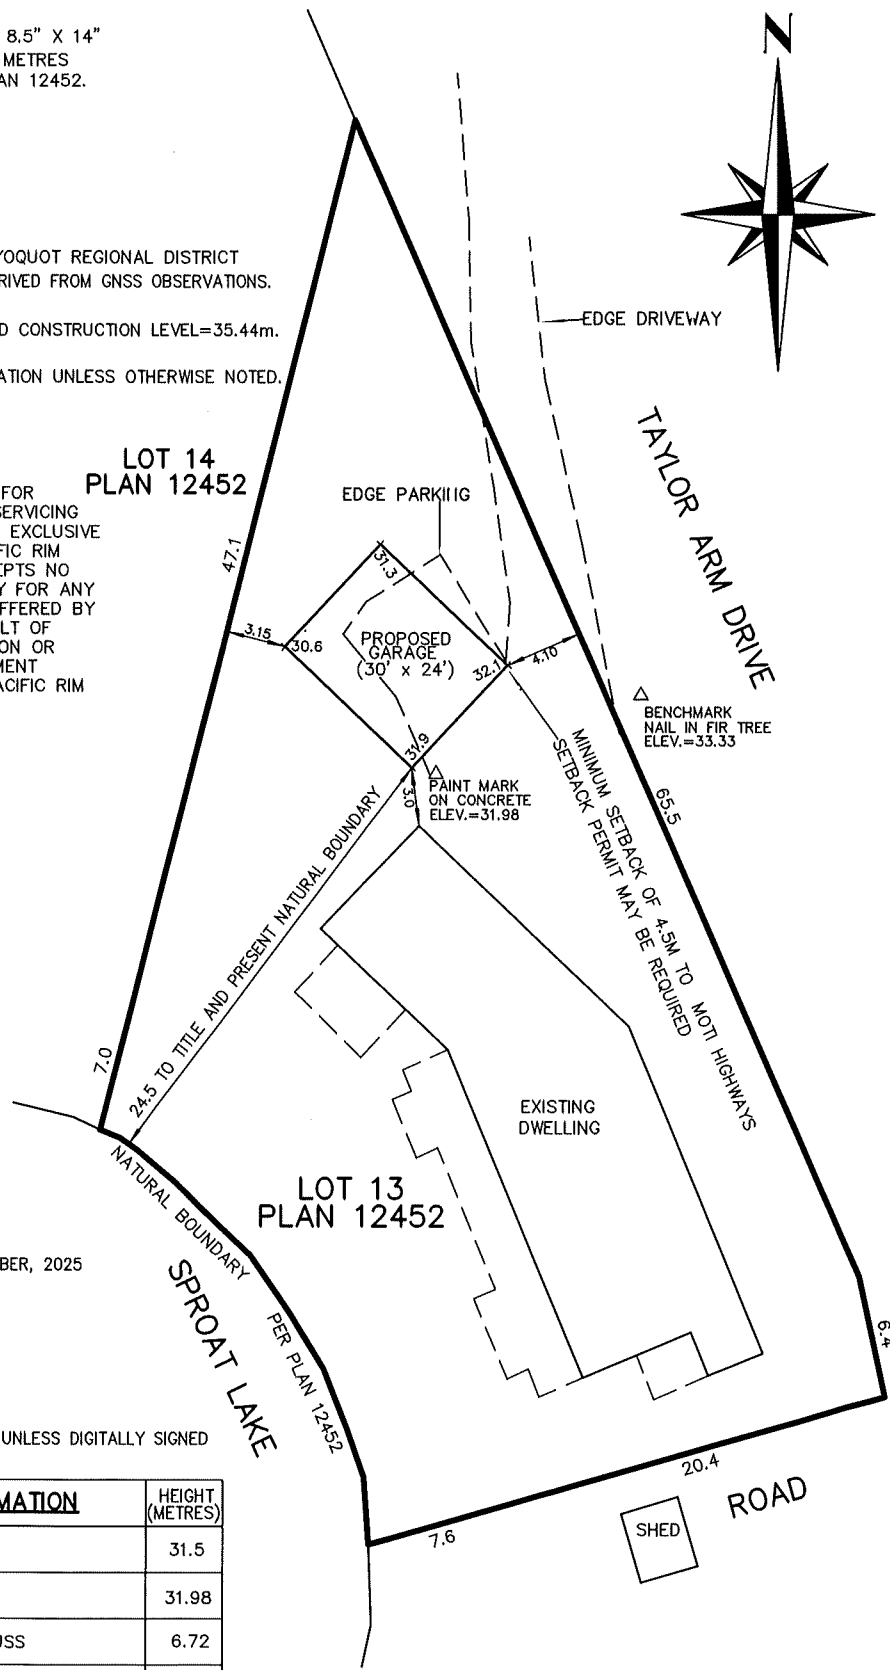 8.5" X 14"
METRES
AN 12452.
N
YOQUOT REGIONAL DISTRICT
RIVED FROM GNSS OBSERVATIONS.
D CONSTRUCTION LEVEL=35.44m.
ATION UNLESS OTHERWISE NOTED.
EDGE DRIVEWAY
LOT 14
PLAN 12452
FOR
SERVICING
EXCLUSIVE
FIC RIM
EPTS NO
Y FOR ANY
FFERED BY
LT OF
ON OR
MENT
ACIFIC RIM
EDGE PARKING
TAYLOR ARM DRIVE
47.1
31.3
3.15
30.6
PROPOSED
GARAGE
(30' x 24')
32.1
4.10
31.9
BENCHMARK
NAIL IN FIR TREE
ELEV.=33.33
PAINT MARK
ON CONCRETE
ELEV.=31.98
3.0
65.5
MINIMUM SETBACK OF 4.5M TO MOTI HIGHWAYS
SETBACK PERMIT MAY BE REQUIRED
24.5 TO TITLE AND PRESENT NATURAL BOUNDARY
7.0
EXISTING
DWELLING
NATURAL BOUNDARY
PER PLAN 12452
LOT 13
PLAN 12452
BER, 2025
SPROAT LAKE
6.4
UNLESS DIGITALLY SIGNED
20.4
7.6
ROAD
SHED
MATION
HEIGHT
(METRES)
31.5
31.98
USS
6.72